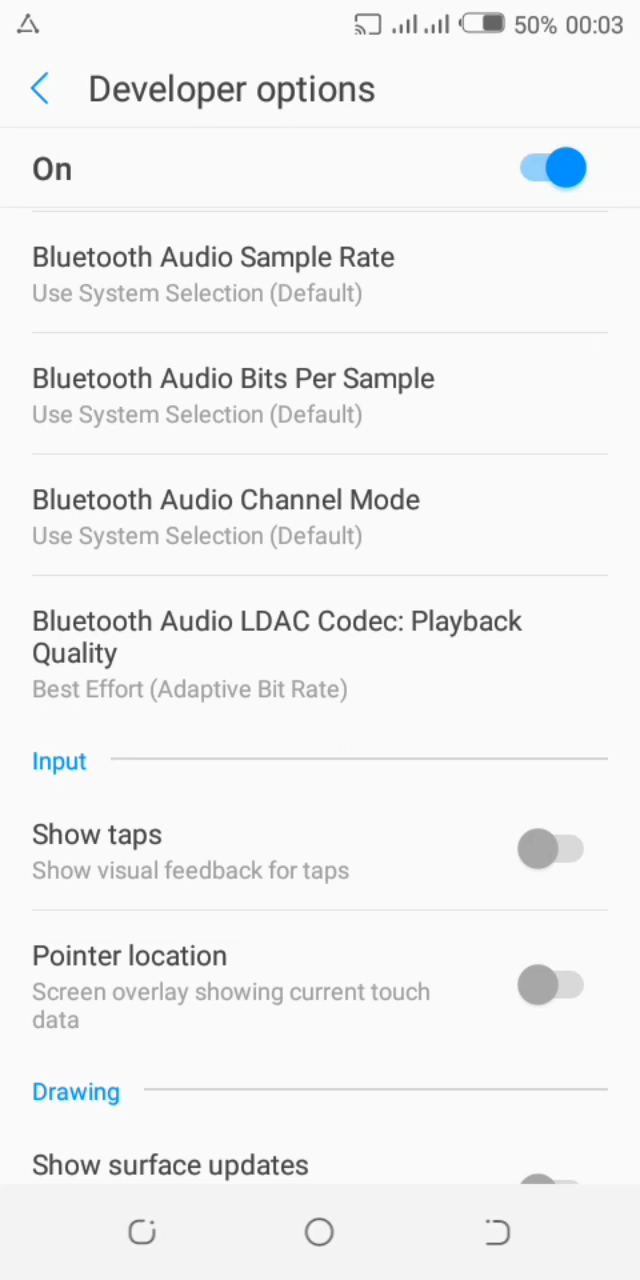 50% 00:03
Developer options
On
Bluetooth Audio Sample Rate
Use System Selection (Default)
Bluetooth Audio Bits Per Sample
Use System Selection (Default)
Bluetooth Audio Channel Mode
Use System Selection (Default)
Bluetooth Audio LDAC Codec: Playback
Quality
Best Effort (Adaptive Bit Rate)
Input
Show taps
Show visual feedback for taps
Pointer location
Screen overlay showing current touch
data
Drawing
Show surface updates